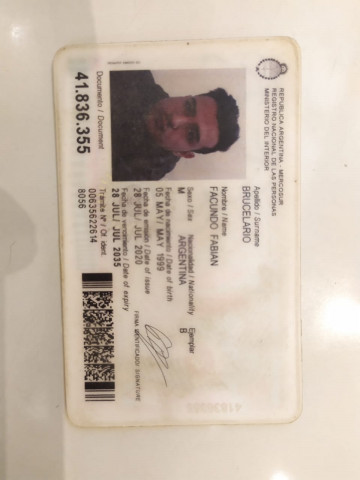 REPUBLICA ARGENTINA - MERCOSUR
REGISTRO NACIONAL DE LAS PERSONAS
MINISTERIO DEL INTERIOR
Apellido / Surname
BRUCELARIO
Nombre / Name
FACUNDO FABIAN
Sexo / Sex Nacionalidad / Nationality Ejemplar
M ARGENTINA B
Fecha de nacimiento / Date of birth
05 MAY/ MAY 1999
Fecha de emisión / Date of issue
28 JUL/ JUL 2020
Fecha de vencimiento / Date of expiry
28 JUL/ JUL 2035
FIRMA IDENTIFICADO/ SIGNATURE
Documento / Document
41.836.355
Trámite Nº / Of. ident.
00635622614
8056